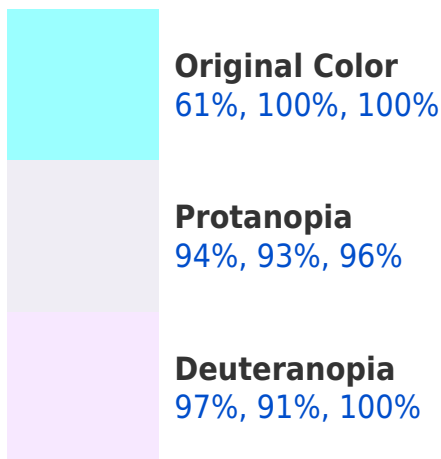 Original Color
61%, 100%, 100%
Protanopia
94%, 93%, 96%
Deuteranopia
97%, 91%, 100%